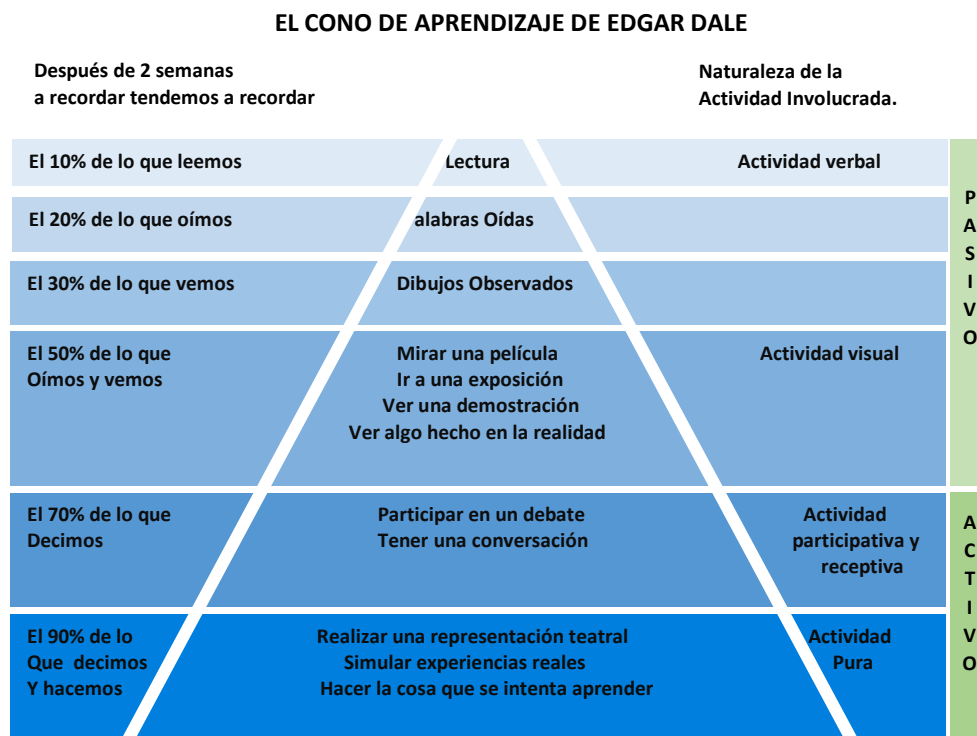 EL CONO DE APRENDIZAJE DE EDGAR DALE
Después de 2 semanas
a recordar tendemos a recordar
Naturaleza de la
Actividad Involucrada.
El 10% de lo que leemos
Lectura
Actividad verbal
El 20% de lo que oímos
alabras Oídas
El 30% de lo que vemos
Dibujos Observados
El 50% de lo que
Oímos y vemos
Mirar una película
Ir a una exposición
Ver una demostración
Ver algo hecho en la realidad
Actividad visual
PASIVO
El 70% de lo que
Decimos
Participar en un debate
Tener una conversación
Actividad
participativa y
receptiva
El 90% de lo
Que decimos
Y hacemos
Realizar una representación teatral
Simular experiencias reales
Hacer la cosa que se intenta aprender
Actividad
Pura
ACTIVO